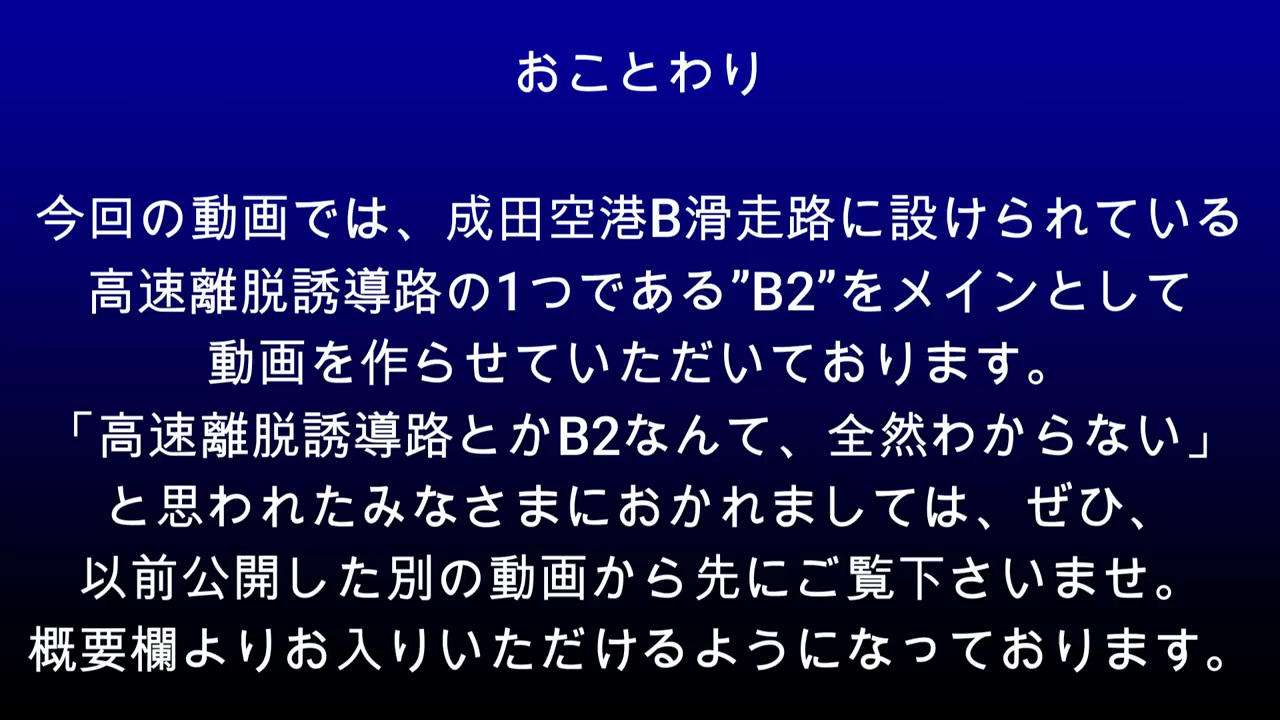 おことわり
今回の動画では、成田空港B滑走路に設けられている
高速離脱誘導路の1つである”B2”をメインとして
動画を作らせていただいております。
「高速離脱誘導路とかB2なんて、全然わからない」
と思われたみなさまにおかれましては、ぜひ、
以前公開した別の動画から先にご覧下さいませ。
概要欄よりお入りいただけるようになっております。